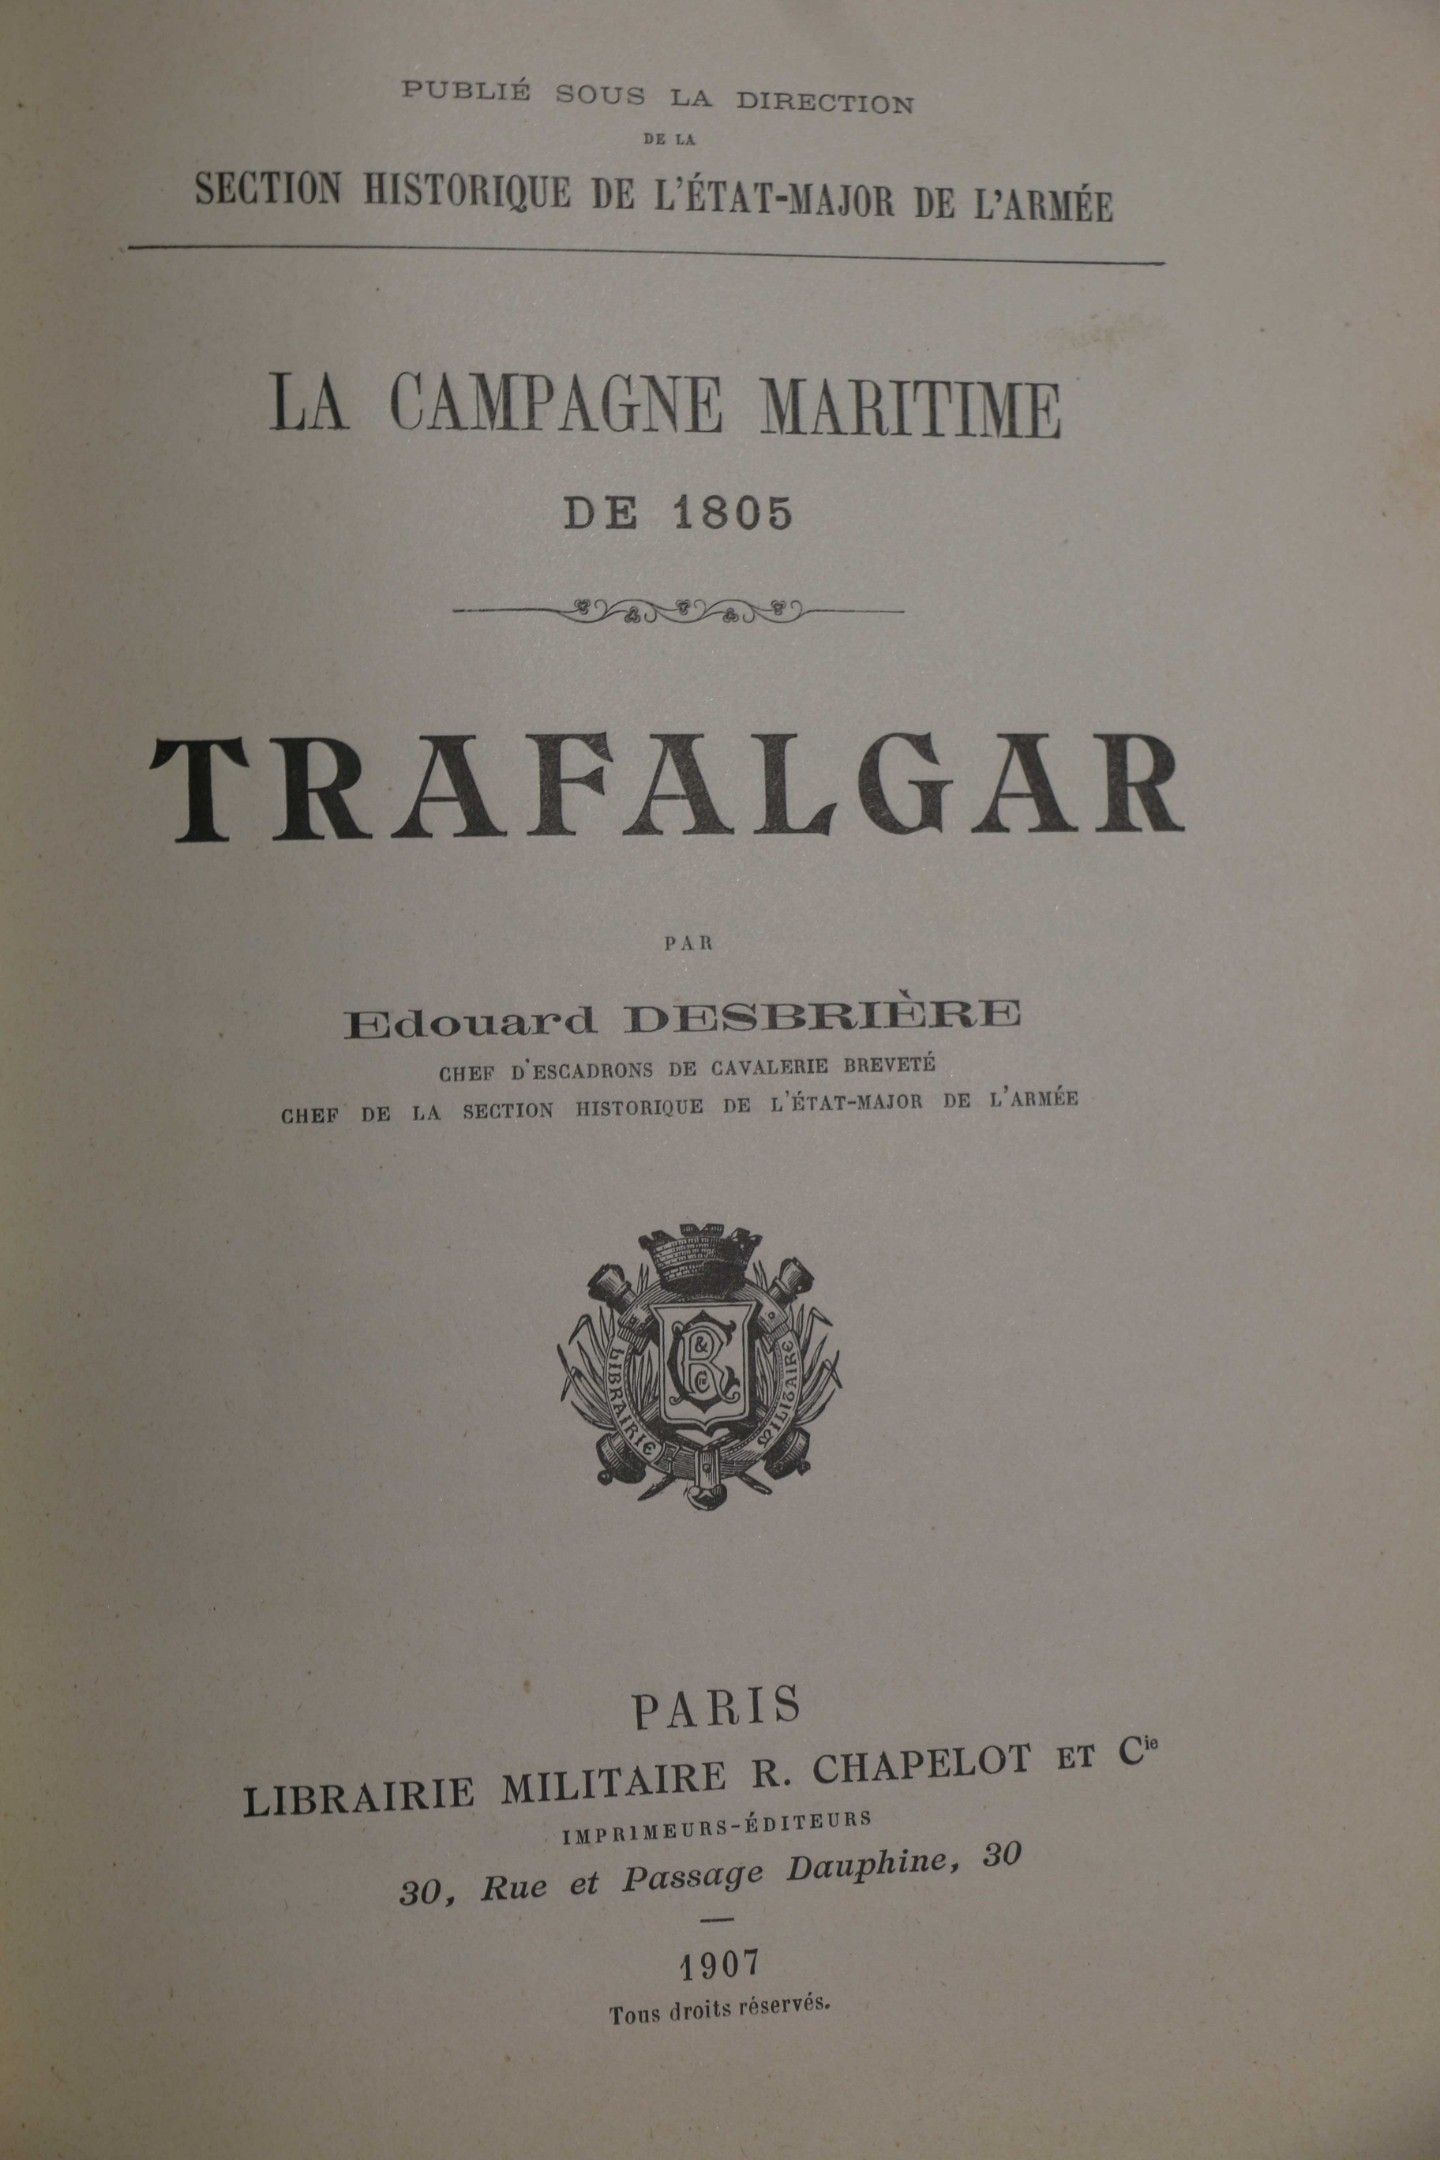 PUBLIÉ SOUS LA DIRECTION
DE LA
SECTION HISTORIQUE DE L'ÉTAT-MAJOR DE L'ARMÉE
LA CAMPAGNE MARITIME
DE 1805
TRAFALGAR
PAR
Edouard DESBRIÈRE
CHEF D'ESCADRONS DE CAVALERIE BREVETÉ
CHEF DE LA SECTION HISTORIQUE DE L'ÉTAT-MAJOR DE L'ARMÉE
LIBRAIRIE MILITAIRE
PARIS
LIBRAIRIE MILITAIRE R. CHAPELOT ET Cie
IMPRIMEURS-ÉDITEURS
30, Rue et Passage Dauphine, 30
1907
Tous droits réservés.